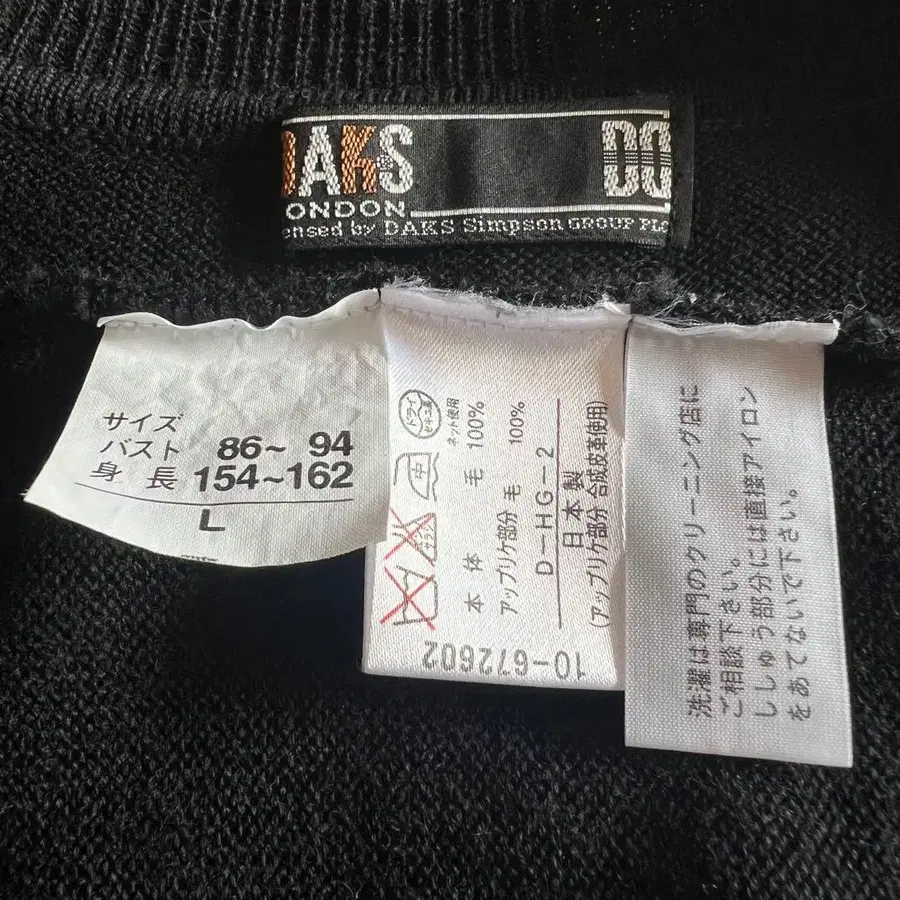 DAKS
LONDON
ensed by DAKS Simpson GROUP PLC
サイズ
バスト 86~ 94
身 長 154~162
L
ドライ
セキユ系
ネット使用
中
本 体 毛 100%
アップリケ部分 毛 100%
D-HG-2
日本製
(アップリケ部分 合成皮革使用)
10-672602
洗濯は専門のクリーニング店に
ご相談下さい。
ししゅう部分には直接アイロン
をあてないで下さい。